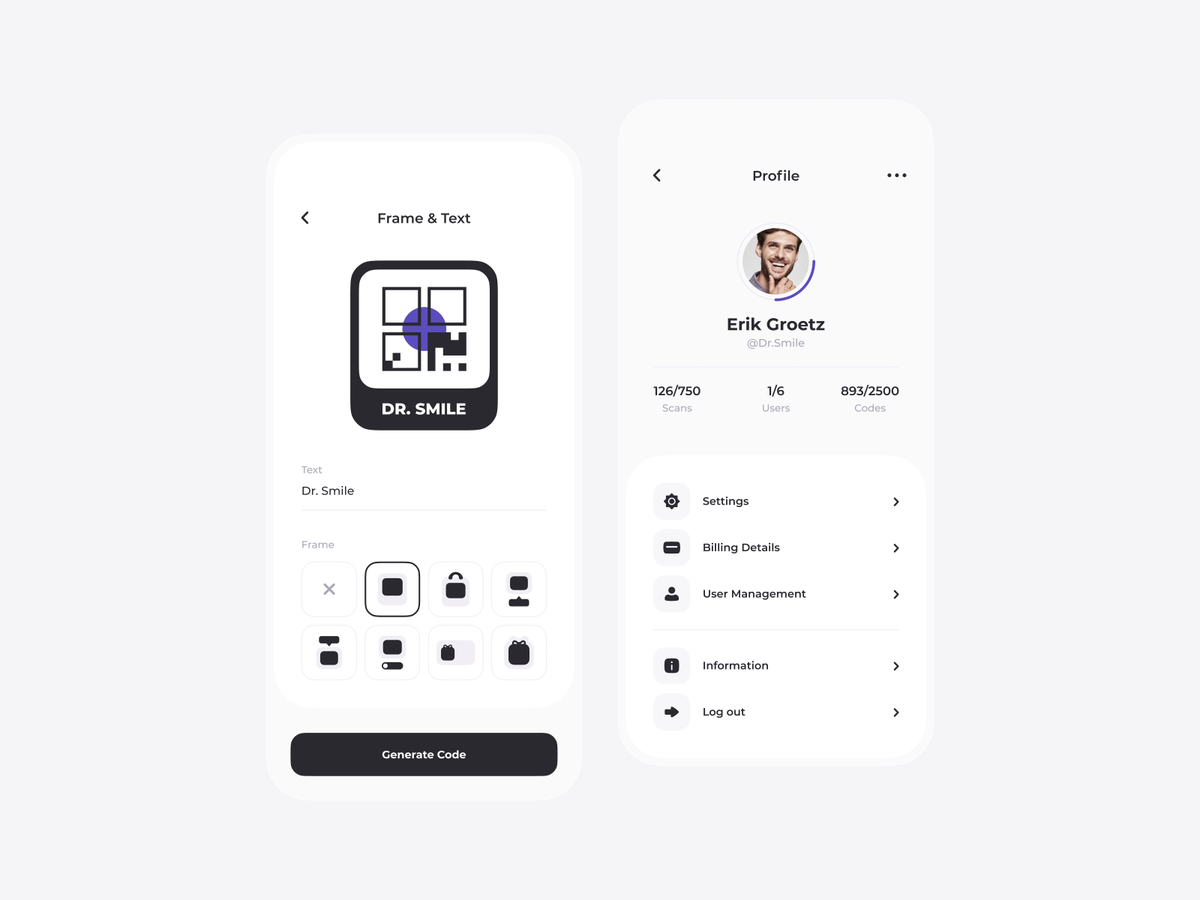 Frame & Text
DR. SMILE
Text
Dr. Smile
Frame
Generate Code
Profile
Erik Groetz
@Dr.Smile
126/750 1/6 893/2500
Scans Users Codes
Settings
Billing Details
User Management
Information
Log out